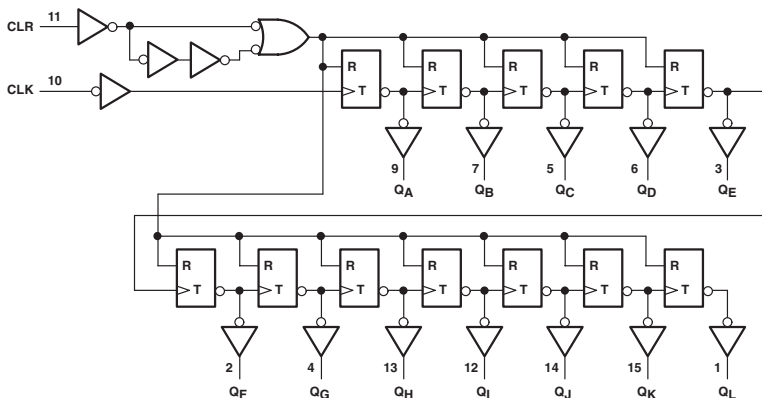 CLR 11
CLK 10
R R R R R
T T T T T
9 7 5 6 3
QA QB QC QD QE
R R R R R R R
T T T T T T T
2 4 13 12 14 15 1
QF QG QH QI QJ QK QL